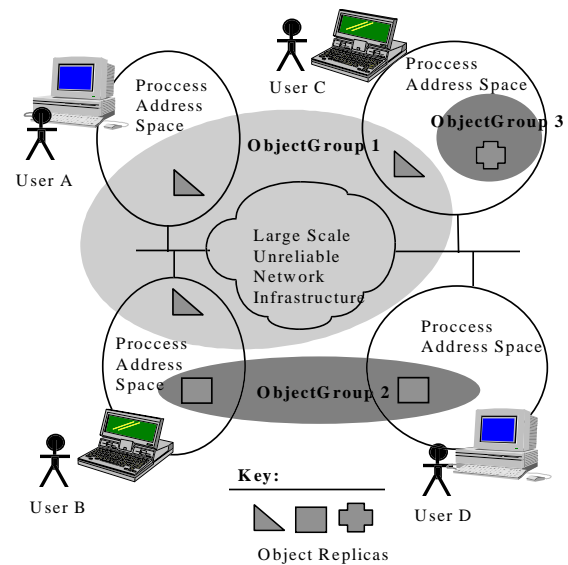 User C
Proccess
Address Space
ObjectGroup 3
Proccess
Address
Space
ObjectGroup 1
User A
Large Scale
Unreliable
Network
Infrastructure
Proccess
Address
Space
Proccess
Address Space
ObjectGroup 2
User B
Key:
User D
Object Replicas